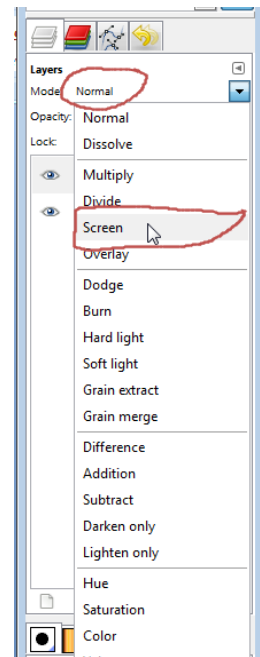 Layers
Mode: Normal
Opacity: Normal
Lock: Dissolve
Multiply
Divide
Screen
Overlay
Dodge
Burn
Hard light
Soft light
Grain extract
Grain merge
Difference
Addition
Subtract
Darken only
Lighten only
Hue
Saturation
Color